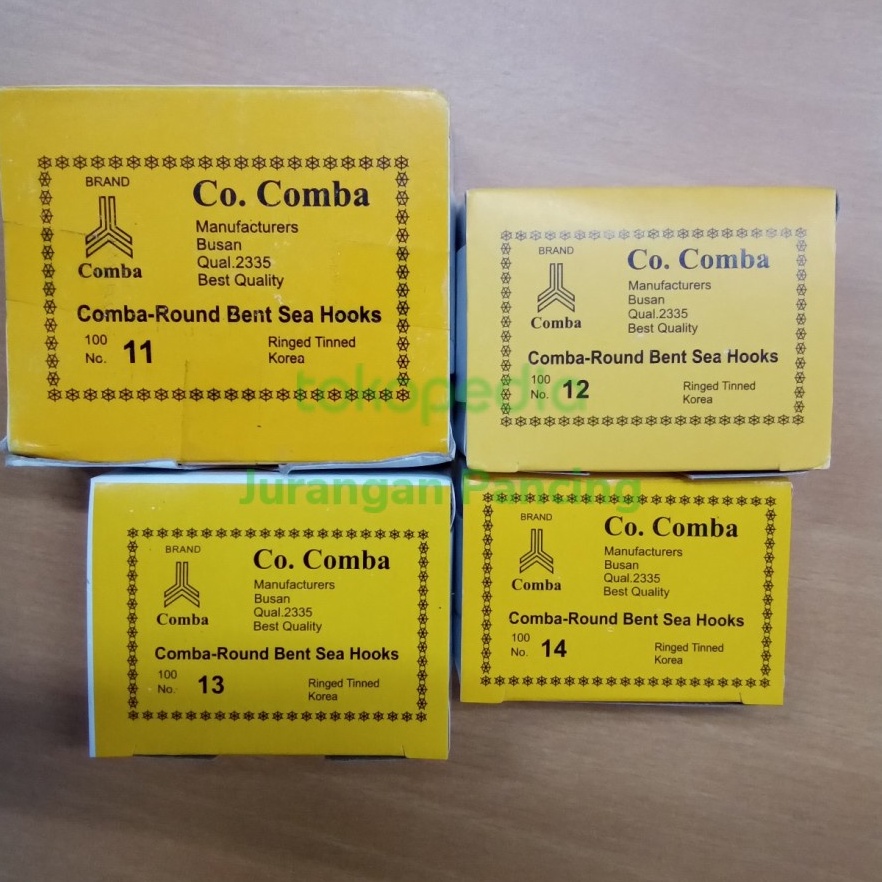 BRAND
Comba
Co. Comba
Manufacturers
Busan
Qual.2335
Best Quality
Comba-Round Bent Sea Hooks
100
No. 11
Ringed Tinned
Korea
BRAND
Comba
Co. Comba
Manufacturers
Busan
Qual.2335
Best Quality
Comba-Round Bent Sea Hooks
100
No. 12
Ringed Tinned
Korea
tokopedia
Jurangan Pancing
BRAND
Comba
Co. Comba
Manufacturers
Busan
Qual.2335
Best Quality
Comba-Round Bent Sea Hooks
100
No. 13
Ringed Tinned
Korea
BRAND
Comba
Co. Comba
Manufacturers
Busan
Qual.2335
Best Quality
Comba-Round Bent Sea Hooks
100
No. 14
Ringed Tinned
Korea